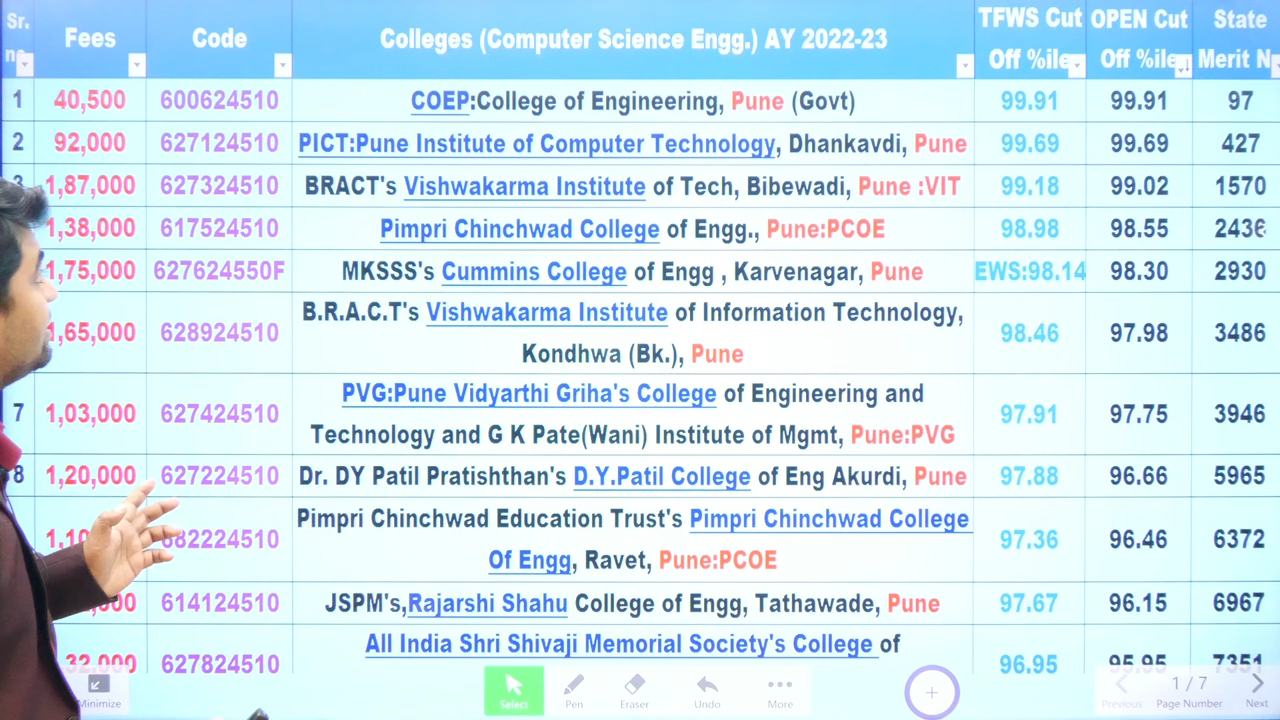 Sr.
Fees Code Colleges (Computer Science Engg.) AY 2022-23 TFWS Cut Off %ile OPEN Cut Off %ile State Merit N
1 40,500 600624510 COEP:College of Engineering, Pune (Govt) 99.91 99.91 97
2 92,000 627124510 PICT:Pune Institute of Computer Technology, Dhankavdi, Pune 99.69 99.69 427
1,87,000 627324510 BRACT's Vishwakarma Institute of Tech, Bibewadi, Pune :VIT 99.18 99.02 1570
1,38,000 617524510 Pimpri Chinchwad College of Engg., Pune:PCOE 98.98 98.55 2436
1,75,000 627624550F MKSSS's Cummins College of Engg , Karvenagar, Pune EWS:98.14 98.30 2930
B.R.A.C.T's Vishwakarma Institute of Information Technology,
1,65,000 628924510 98.46 97.98 3486
Kondhwa (Bk.), Pune
PVG:Pune Vidyarthi Griha's College of Engineering and
7 1,03,000 627424510 97.91 97.75 3946
Technology and G K Pate(Wani) Institute of Mgmt, Pune:PVG
8 1,20,000 627224510 Dr. DY Patil Pratishthan's D.Y.Patil College of Eng Akurdi, Pune 97.88 96.66 5965
Pimpri Chinchwad Education Trust's Pimpri Chinchwad College
682224510 97.36 96.46 6372
Of Engg, Ravet, Pune:PCOE
614124510 JSPM's,Rajarshi Shahu College of Engg, Tathawade, Pune 97.67 96.15 6967
All India Shri Shivaji Memorial Society's College of
32,000 627824510 96.95 95.95 7351
Minimize Select Pen Eraser Undo More Previous 1 / 7 Page Number Next